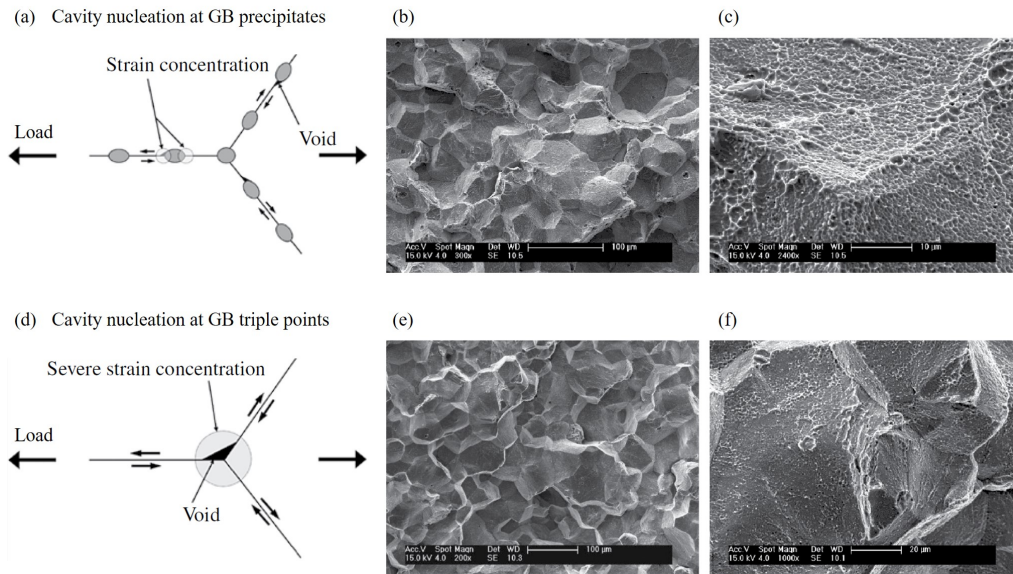 (a) Cavity nucleation at GB precipitates
Strain concentration
Load
Void
(b)
Acc.V Spot Magn Det WD 100 µm
15.0 kV 4.0 300x SE 10.5
(c)
Acc.V Spot Magn Det WD 10 µm
15.0 kV 4.0 2400x SE 10.5
(d) Cavity nucleation at GB triple points
Severe strain concentration
Load
Void
(e)
Acc.V Spot Magn Det WD 100 µm
15.0 kV 4.0 200x SE 10.3
(f)
Acc.V Spot Magn Det WD 20 µm
15.0 kV 4.0 1000x SE 10.1